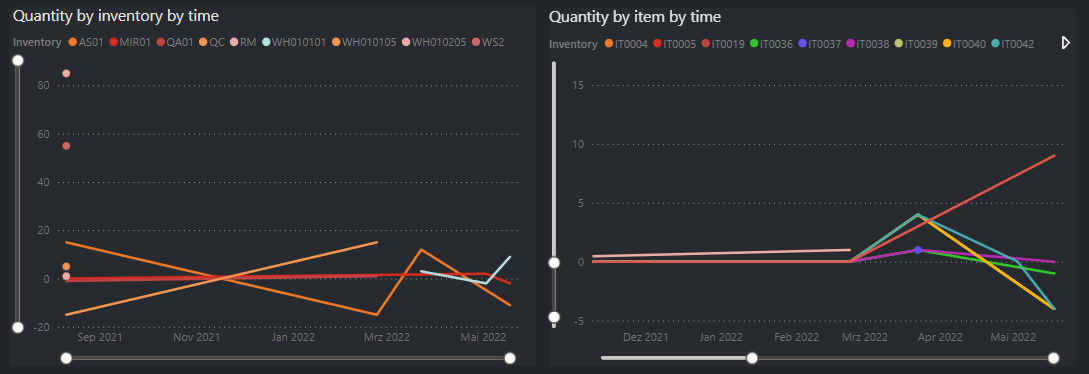 Quantity by inventory by time
Inventory AS01 MIR01 QA01 QC RM WH010101 WH010105 WH010205 WS2
80
60
40
20
0
-20
Sep 2021 Nov 2021 Jan 2022 Mrz 2022 Mai 2022
Quantity by item by time
Inventory IT0004 IT0005 IT0019 IT0036 IT0037 IT0038 IT0039 IT0040 IT0042
15
10
5
0
-5
Dez 2021 Jan 2022 Feb 2022 Mrz 2022 Apr 2022 Mai 2022